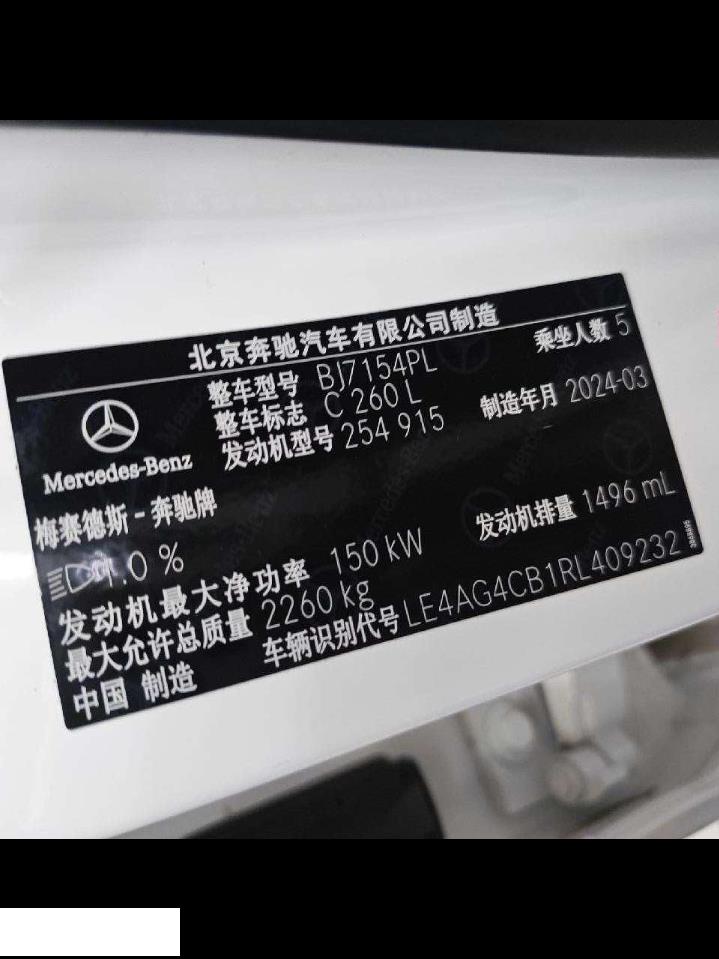 北京奔驰汽车有限公司制造
整车型号 BJ7154PL 乘坐人数 5
整车标志 C 260 L
发动机型号 254 915 制造年月 2024-03
Mercedes-Benz
梅赛德斯 - 奔驰牌
1.0 %
发动机最大净功率 150 kW 发动机排量 1496 mL
最大允许总质量 2260 kg
车辆识别代号 LE4AG4CB1RL409232
中国 制造